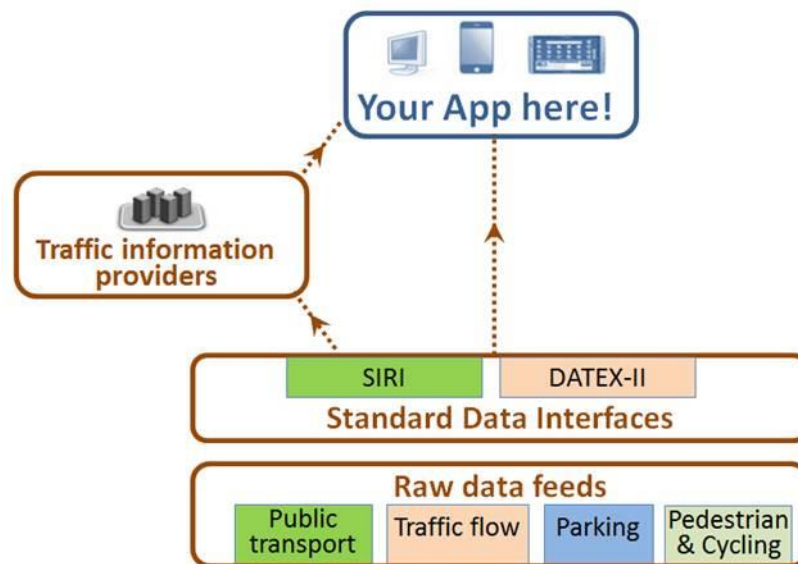 Your App here!
Traffic information
providers
SIRI
DATEX-II
Standard Data Interfaces
Raw data feeds
Public
transport
Traffic flow
Parking
Pedestrian
& Cycling